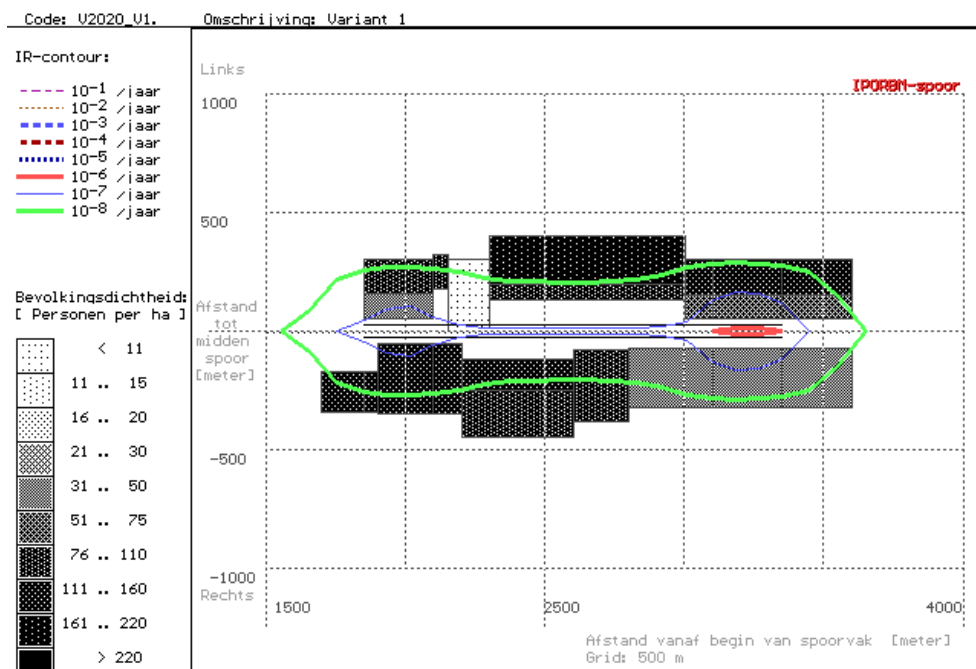 Code: V2020_V1.
Omschrijving: Variant 1
IR-contour:
10-1 /jaar
10-2 /jaar
10-3 /jaar
10-4 /jaar
10-5 /jaar
10-6 /jaar
10-7 /jaar
10-8 /jaar
Bevolkingsdichtheid:
[ Personen per ha ]
< 11
11 .. 15
16 .. 20
21 .. 30
31 .. 50
51 .. 75
76 .. 110
111 .. 160
161 .. 220
> 220
Links
1000
500
Afstand
tot
midden
spoor
[meter]
-500
-1000
Rechts
IPORBM-spoor
1500
2500
4000
Afstand vanaf begin van spoorvak [meter]
Grid: 500 m